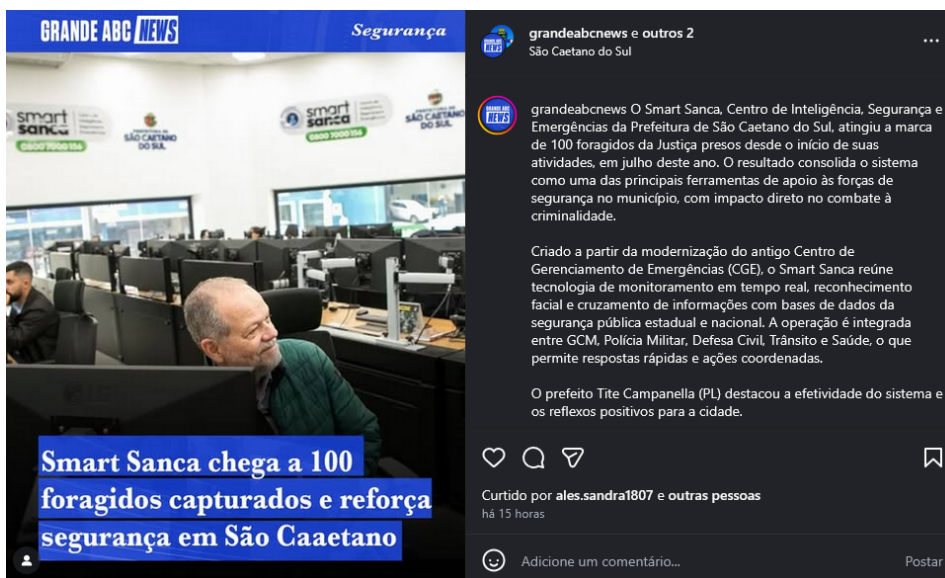 GRANDE ABC NEWS
Segurança
smart
sanca
0800 7000 156
SÃO CAETANO
DO SUL
smart
sanca
0800 7000 156
PREFEITURA DE
SÃO CAETANO
DO SUL
Smart Sanca chega a 100
foragidos capturados e reforça
segurança em São Caaetano
grandeabcnews e outros 2
São Caetano do Sul
grandeabcnews O Smart Sanca, Centro de Inteligência, Segurança e
Emergências da Prefeitura de São Caetano do Sul, atingiu a marca
de 100 foragidos da Justiça presos desde o início de suas
atividades, em julho deste ano. O resultado consolida o sistema
como uma das principais ferramentas de apoio às forças de
segurança no município, com impacto direto no combate à
criminalidade.
Criado a partir da modernização do antigo Centro de
Gerenciamento de Emergências (CGE), o Smart Sanca reúne
tecnologia de monitoramento em tempo real, reconhecimento
facial e cruzamento de informações com bases de dados da
segurança pública estadual e nacional. A operação é integrada
entre GCM, Polícia Militar, Defesa Civil, Trânsito e Saúde, o que
permite respostas rápidas e ações coordenadas.
O prefeito Tite Campanella (PL) destacou a efetividade do sistema e
os reflexos positivos para a cidade.
Curtido por ales.sandra1807 e outras pessoas
há 15 horas
Adicione um comentário...
Postar